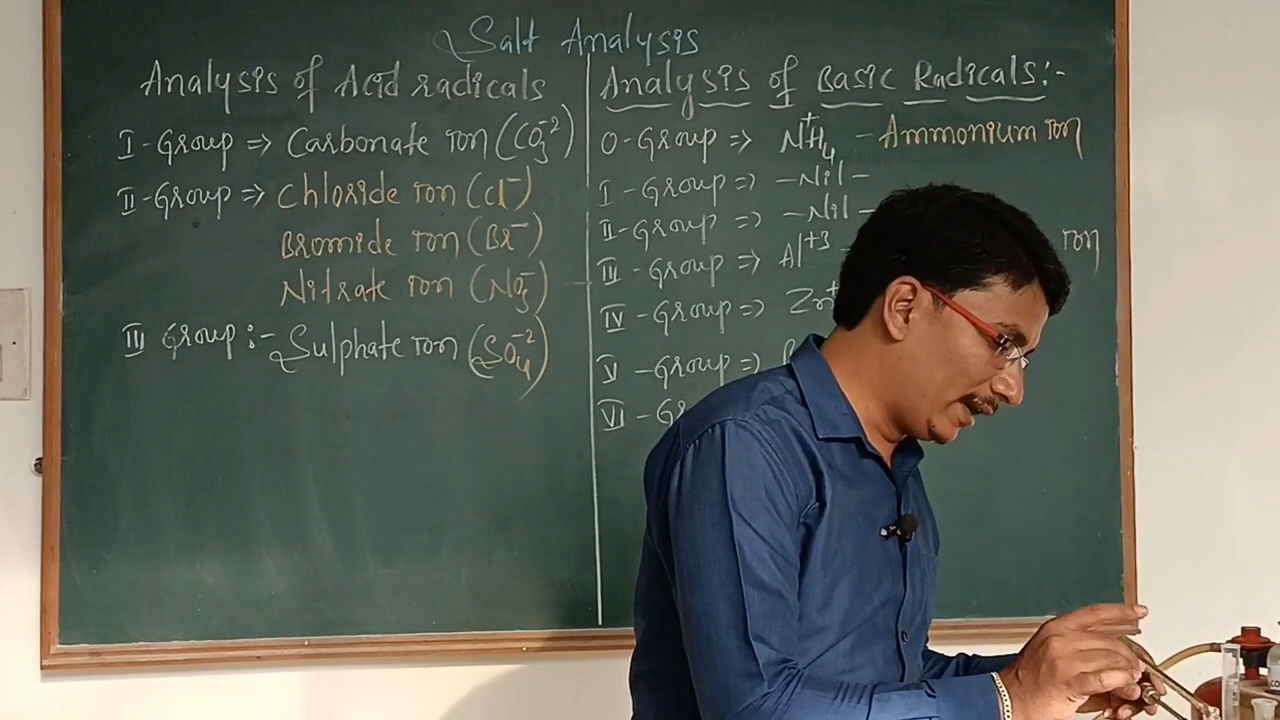 Salt Analysis
Analysis of Acid radicals
I-Group => Carbonate Ion (CO3^-2)
II-Group => Chloride Ion (Cl^-)
Bromide Ion (Br^-)
Nitrate Ion (NO3^-)
III Group :- Sulphate Ion (SO4^-2)
Analysis of Basic Radicals:-
O-Group => NH4^+ - Ammonium Ion
I-Group => -Nil-
II-Group => -Nil-
III-Group => Al^+3 - Ion
IV-Group => Zn^+
V-Group =>
VI-Gr